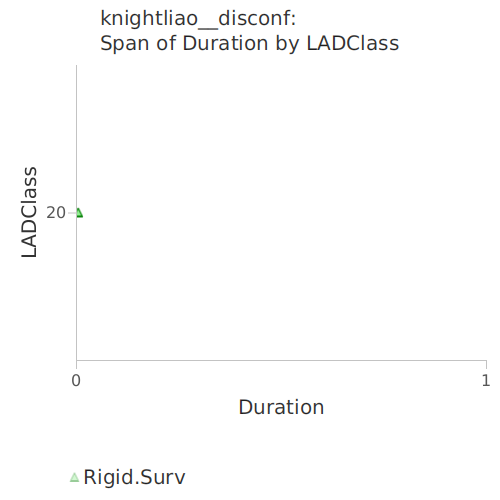 knightliao__disconf:
Span of Duration by LADClass
LADClass
20
0
1
Duration
Rigid.Surv